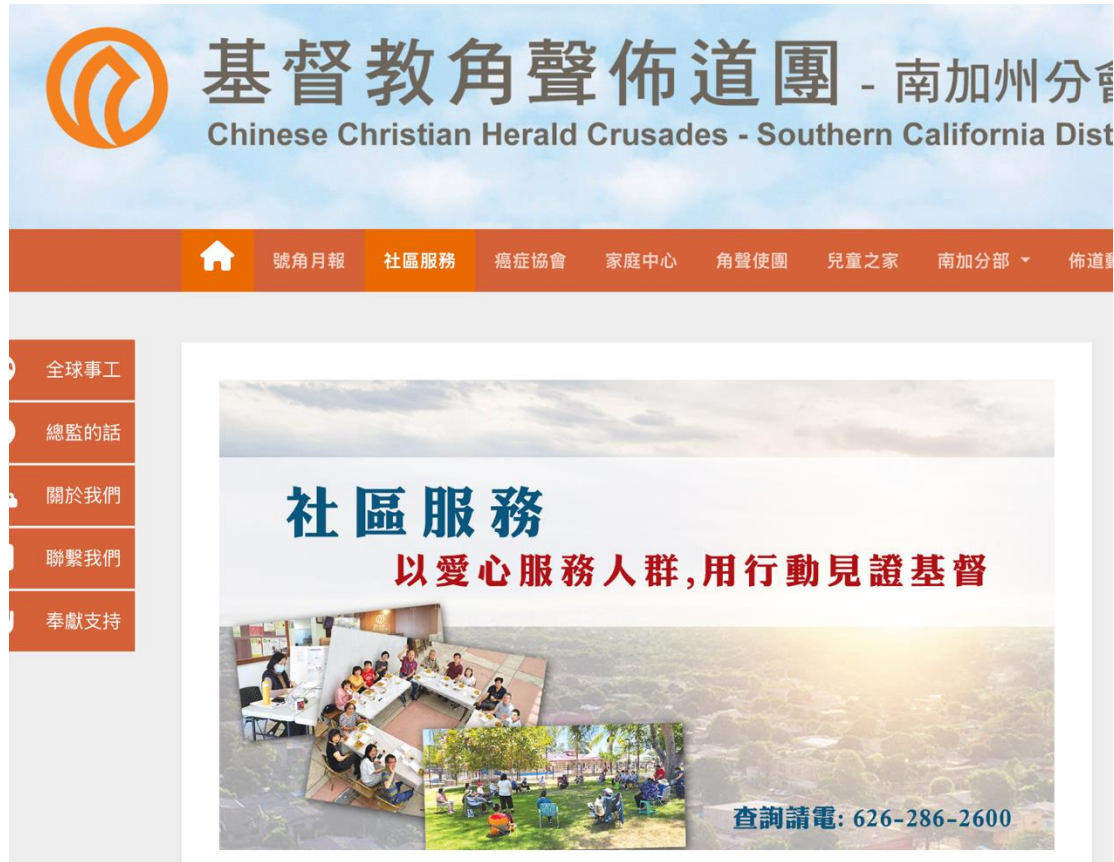 基督教角聲佈道團 - 南加州分會
Chinese Christian Herald Crusades - Southern California Dist
號角月報 社區服務 癌症協會 家庭中心 角聲使團 兒童之家 南加分部 佈道
全球事工
總監的話
關於我們
聯繫我們
奉獻支持
社區服務
以愛心服務人群,用行動見證基督
查詢請電: 626-286-2600